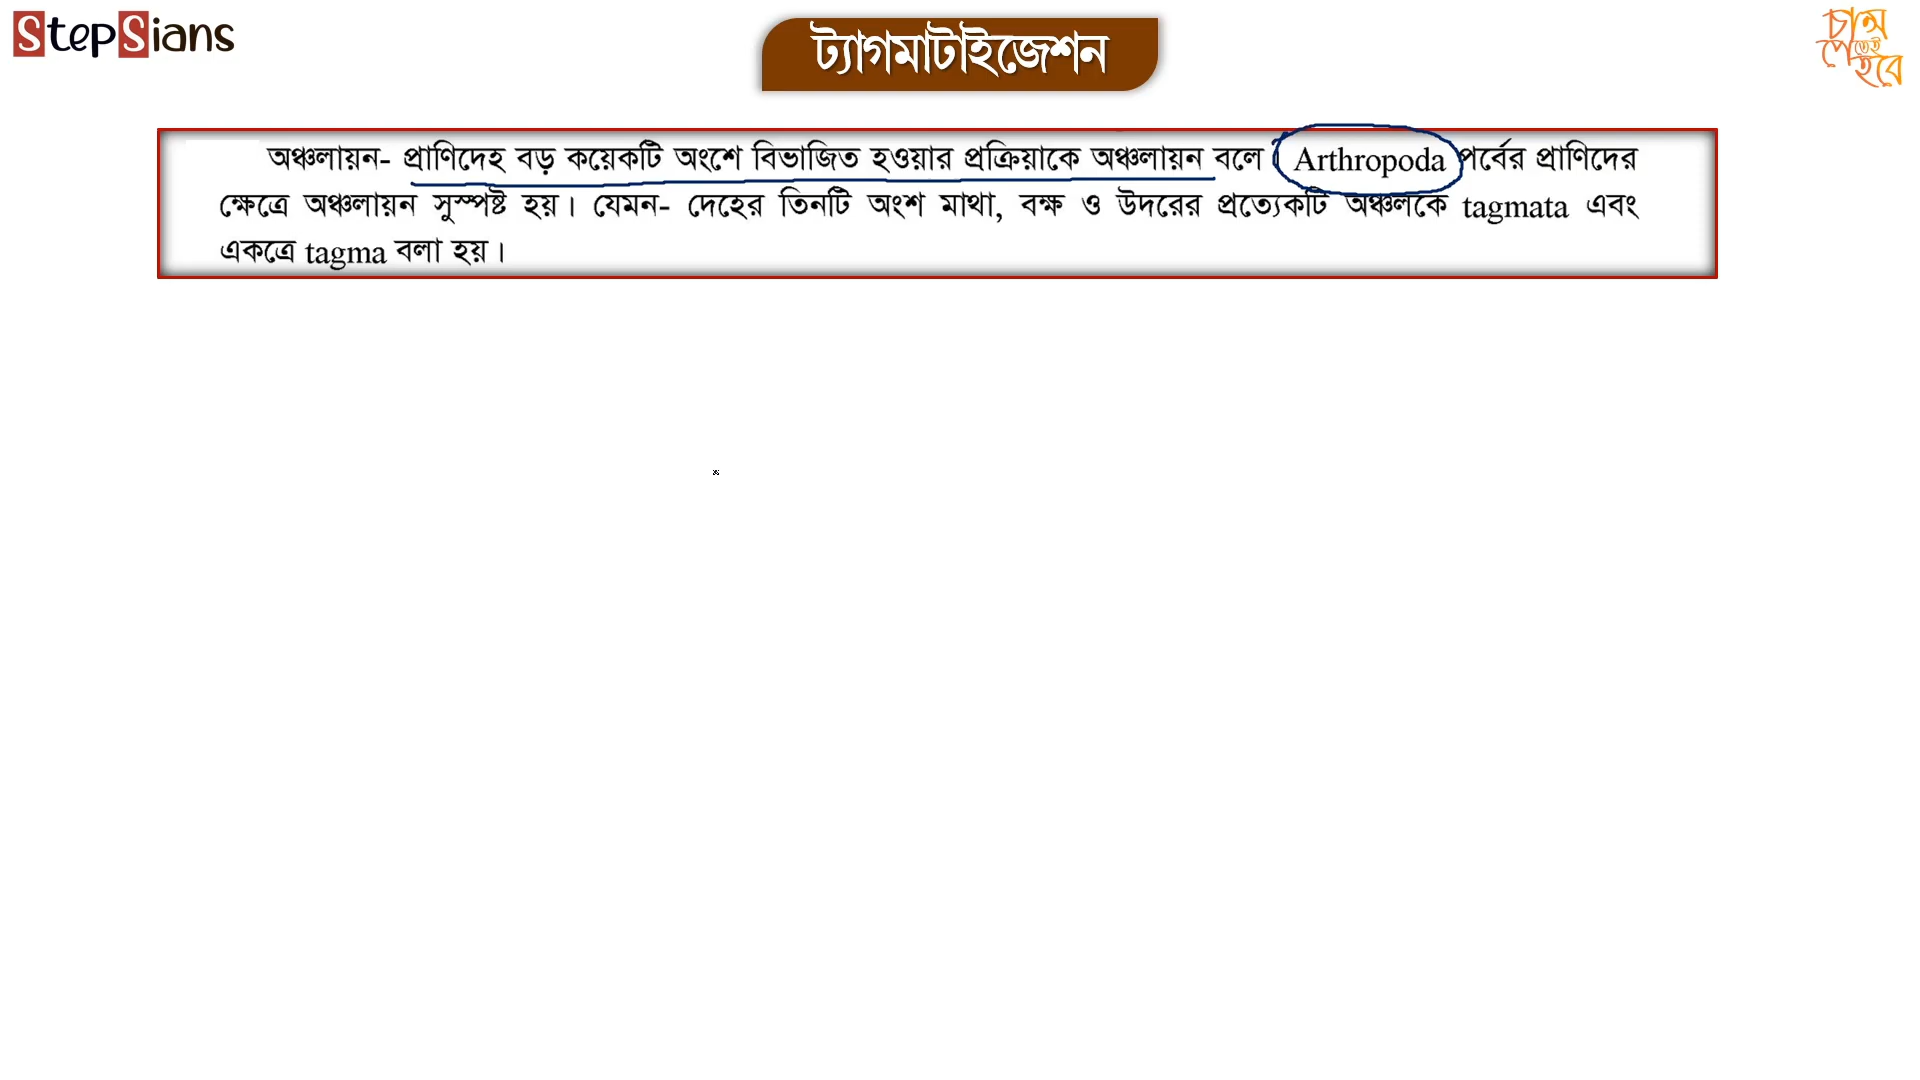 StepSians
ট্যাগমাটাইজেশন
চান্স
পেতেই
হবে
অঞ্চলায়ন- প্রাণিদেহ বড় কয়েকটি অংশে বিভাজিত হওয়ার প্রক্রিয়াকে অঞ্চলায়ন বলে। Arthropoda পর্বের প্রাণিদের
ক্ষেত্রে অঞ্চলায়ন সুস্পষ্ট হয়। যেমন- দেহের তিনটি অংশ মাথা, বক্ষ ও উদরের প্রত্যেকটি অঞ্চলকে tagmata এবং
একত্রে tagma বলা হয়।